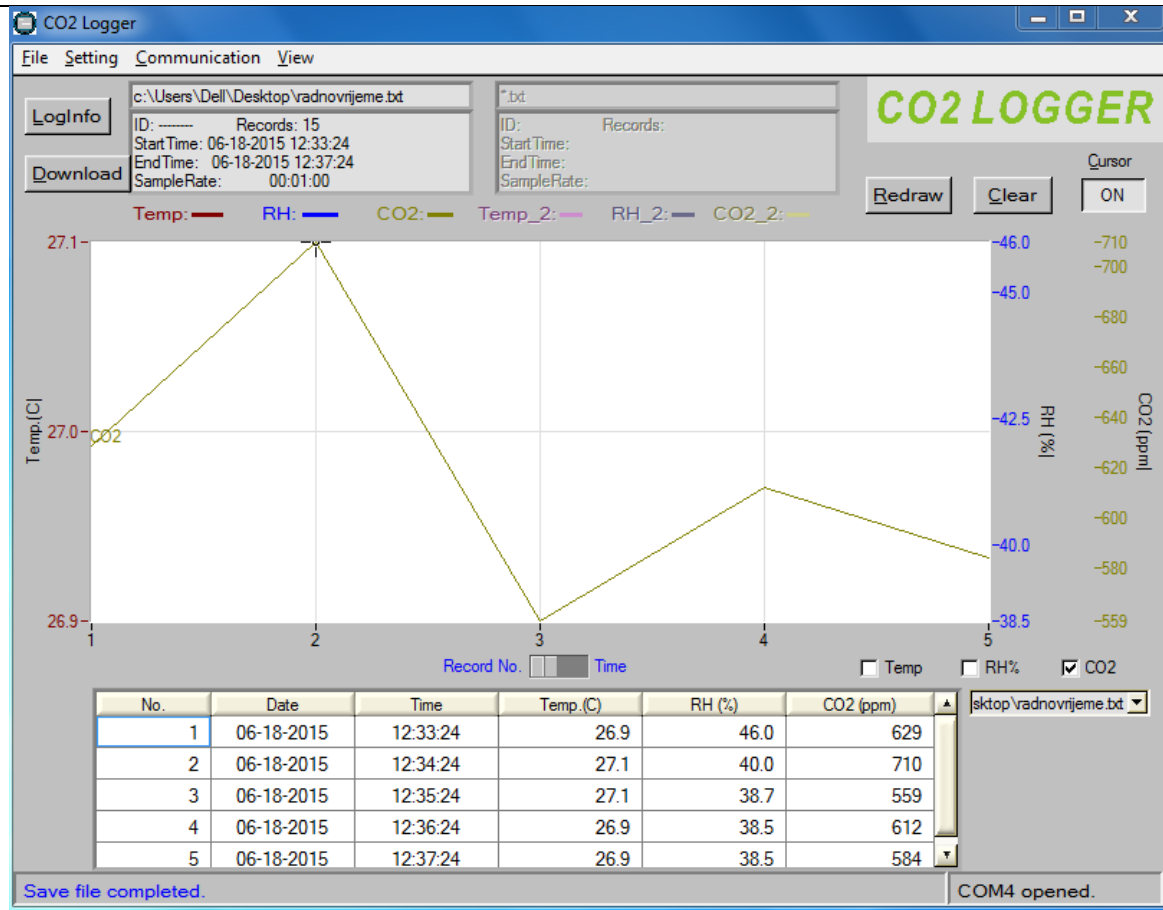 CO2 Logger
File Setting Communication View
LogInfo
Download
c:\Users\Dell\Desktop\radnovrijeme.txt
ID: -------- Records: 15
StartTime: 06-18-2015 12:33:24
EndTime: 06-18-2015 12:37:24
SampleRate: 00:01:00
*.txt
ID: Records:
StartTime:
EndTime:
SampleRate:
CO2 LOGGER
Cursor
Redraw Clear ON
Temp: RH: CO2: Temp_2: RH_2: CO2_2:
Temp.(C)
27.1
27.0
26.9
CO2
1 2 3 4 5
46.0
45.0
42.5
40.0
38.5
RH (%)
710
700
680
660
640
620
600
580
559
CO2 (ppm)
Record No. Time
Temp RH% CO2
No. Date Time Temp.(C) RH (%) CO2 (ppm)
1 06-18-2015 12:33:24 26.9 46.0 629
2 06-18-2015 12:34:24 27.1 40.0 710
3 06-18-2015 12:35:24 27.1 38.7 559
4 06-18-2015 12:36:24 26.9 38.5 612
5 06-18-2015 12:37:24 26.9 38.5 584
sktop\radnovrijeme.txt
Save file completed.
COM4 opened.